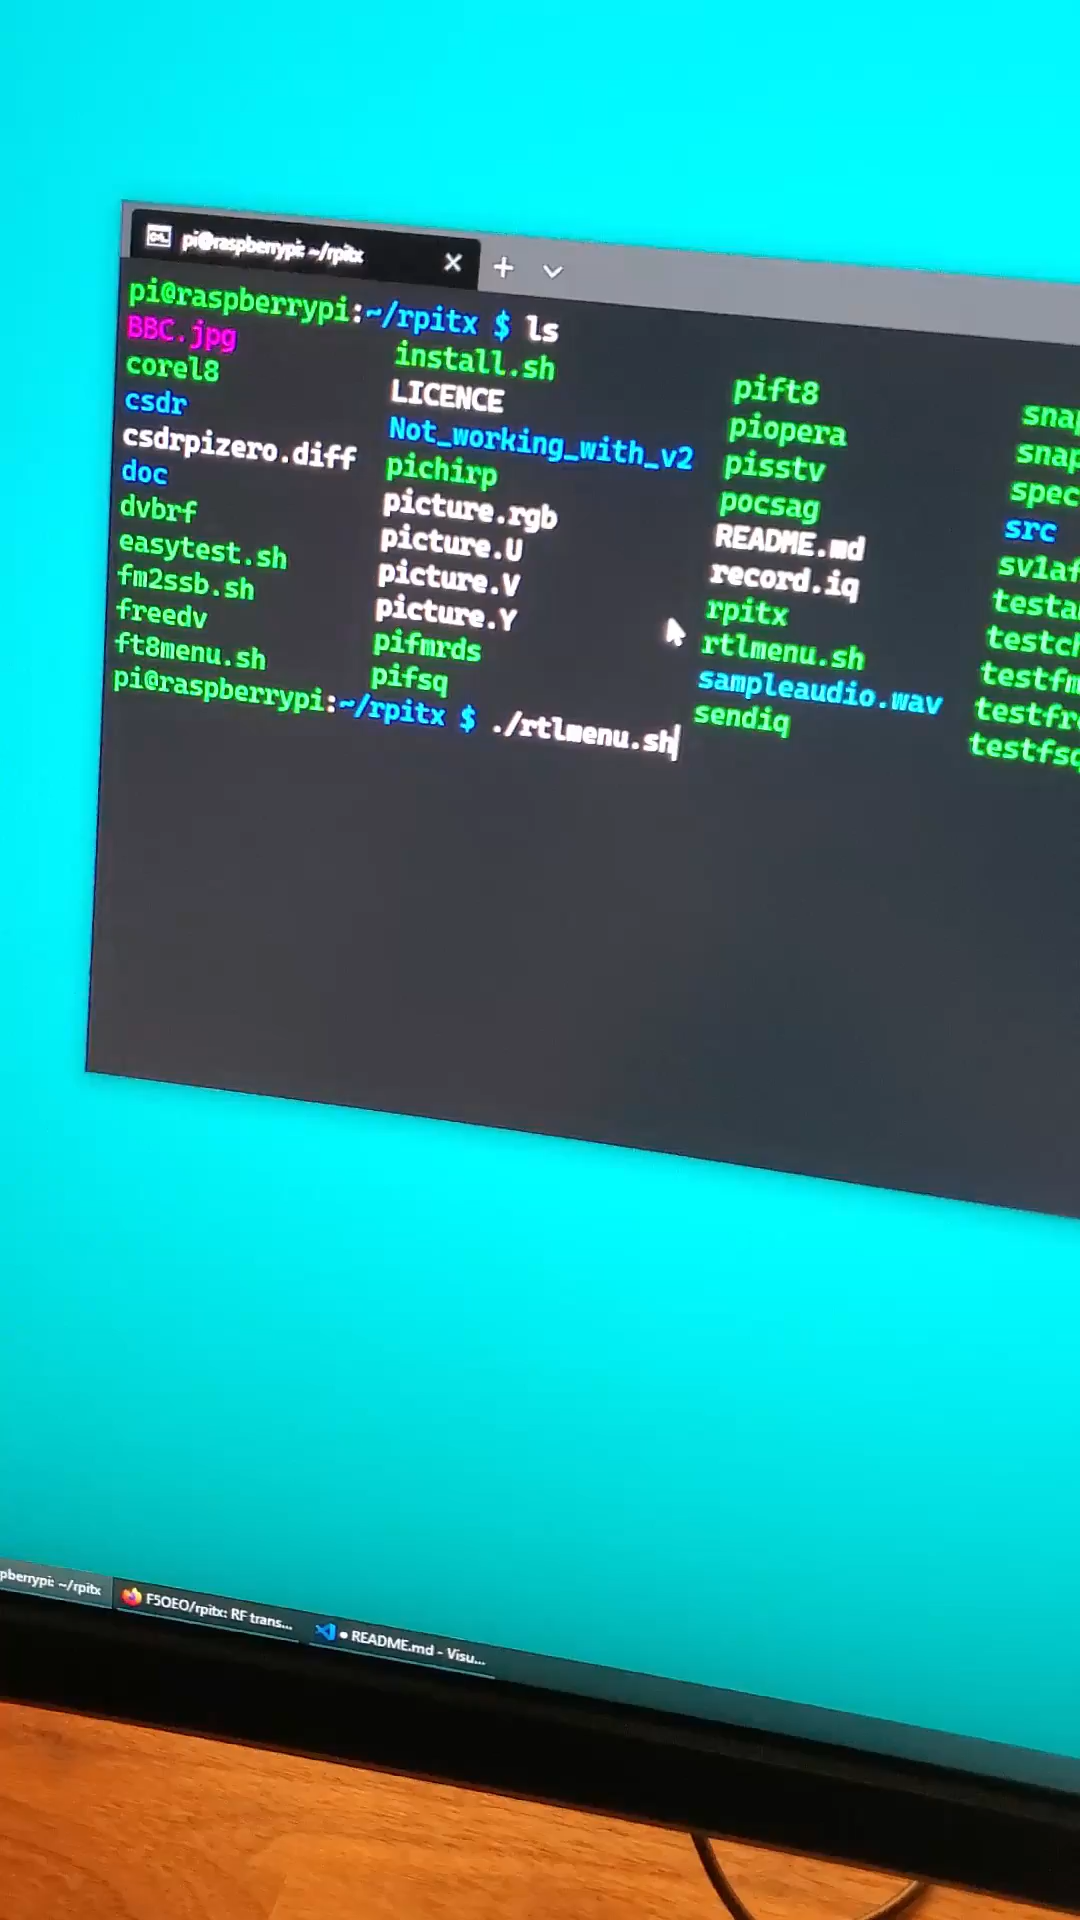 pi@raspberrypi: ~/rpitx
pi@raspberrypi:~/rpitx $ ls
BBC.jpg install.sh pift8
corel8 LICENCE piopera
csdr Not_working_with_v2 pisstv
csdrpizero.diff pichirp pocsag
doc picture.rgb README.md src
dvbrf picture.U record.iq
easytest.sh picture.V rpitx
fm2ssb.sh picture.Y rtlmenu.sh
freedv pifmrds sampleaudio.wav
ft8menu.sh pifsq sendiq
pi@raspberrypi:~/rpitx $ ./rtlmenu.sh
pberrypi: ~/rpitx
F5OEO/rpitx: RF trans...
● README.md - Visu...